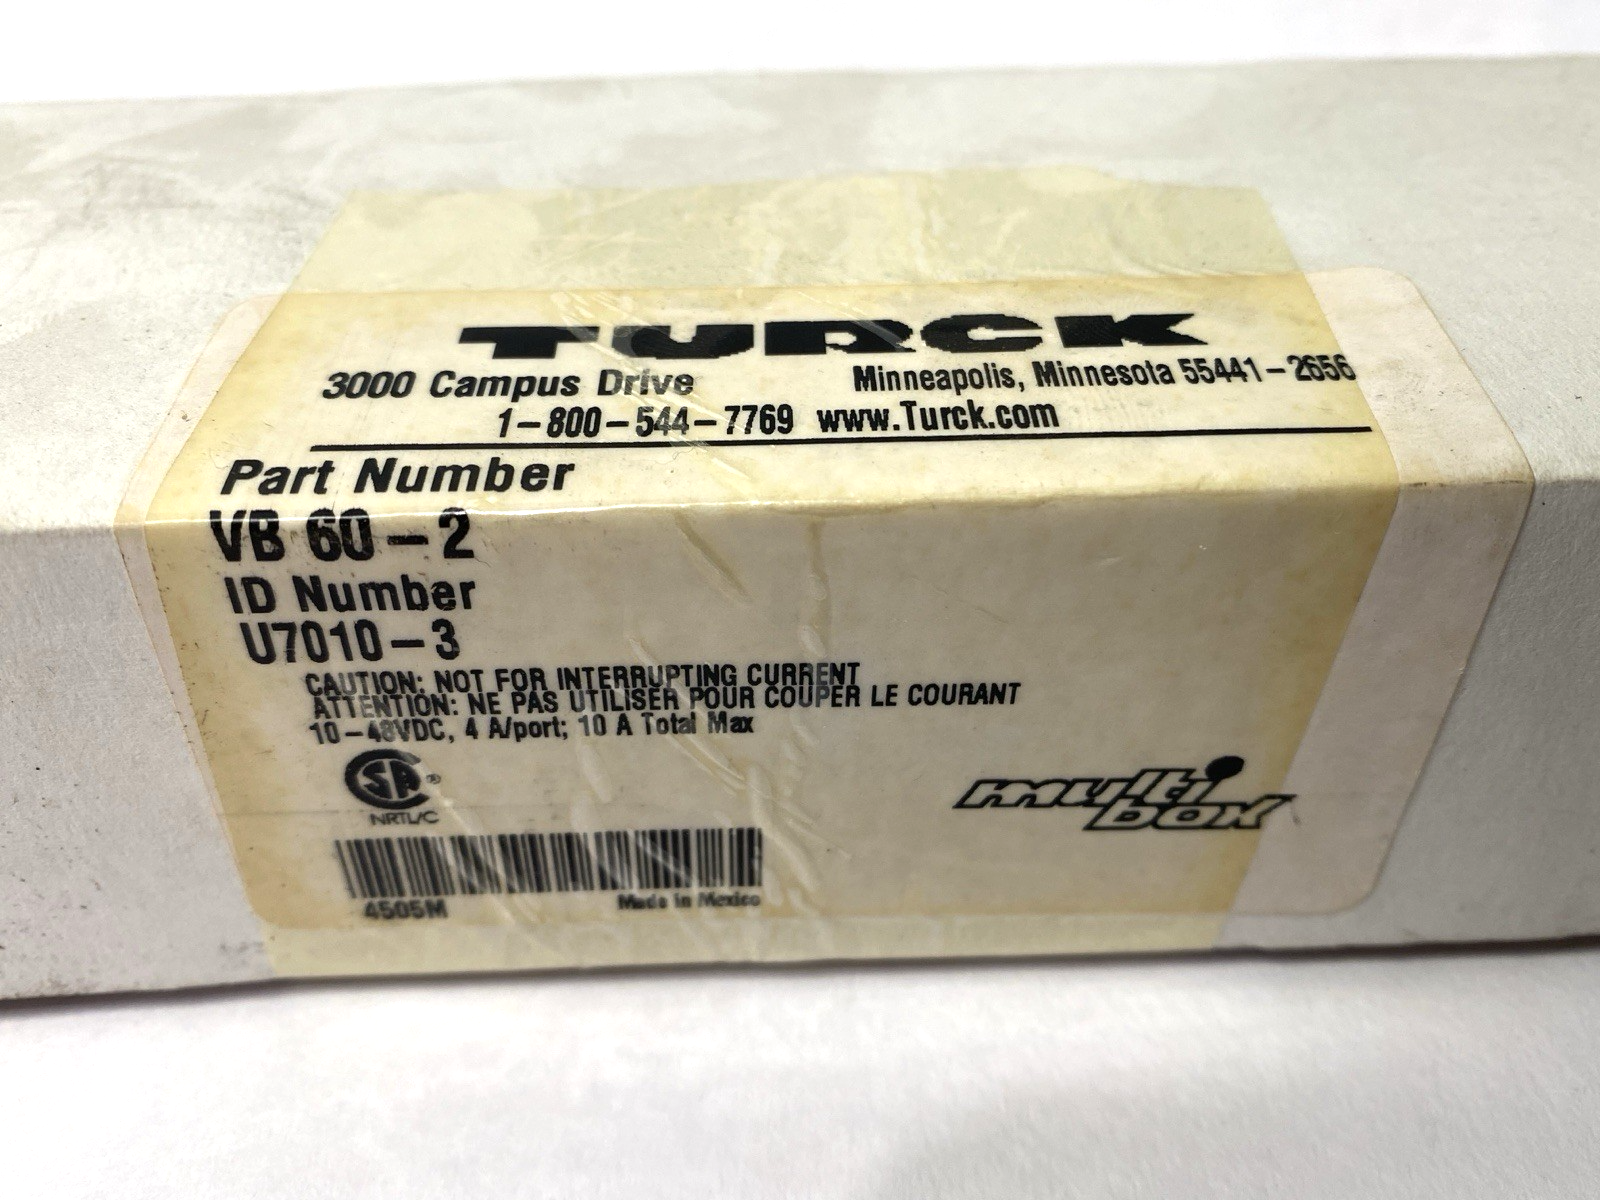 TURCK
3000 Campus Drive Minneapolis, Minnesota 55441-2656
1-800-544-7769 www.Turck.com
Part Number
VB 60-2
ID Number
U7010-3
CAUTION: NOT FOR INTERRUPTING CURRENT
ATTENTION: NE PAS UTILISER POUR COUPER LE COURANT
10-48VDC, 4 A/port; 10 A Total Max
SA ®
NRTL/C
multi
box
4505M Made in Mexico